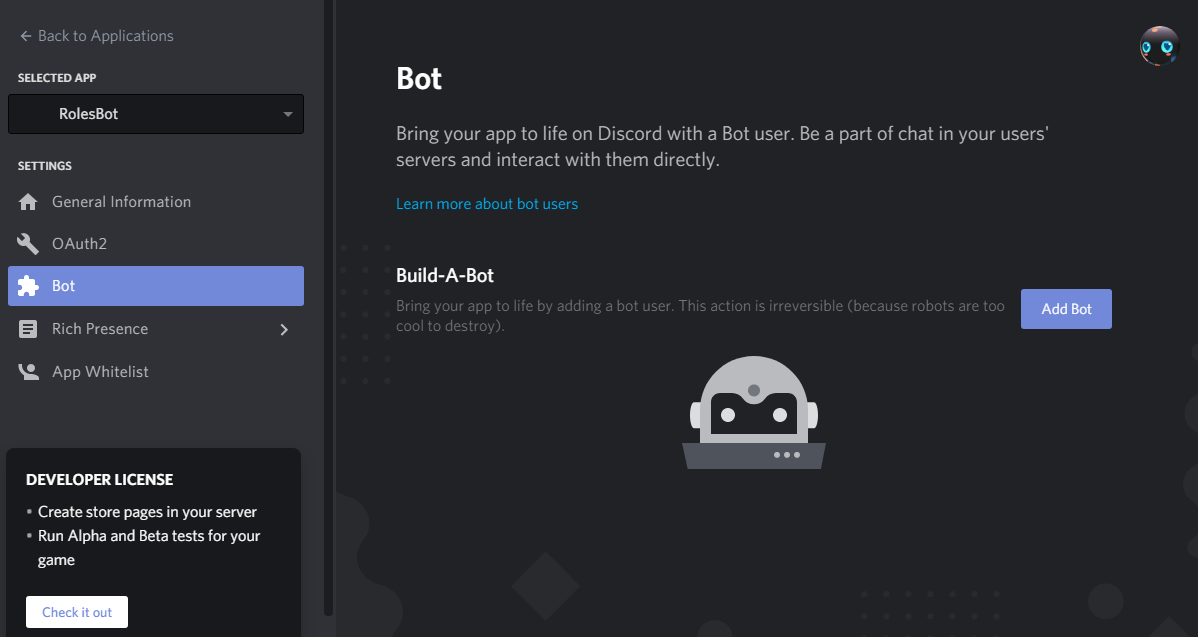 Back to Applications
SELECTED APP
RolesBot
SETTINGS
General Information
OAuth2
Bot
Rich Presence
App Whitelist
DEVELOPER LICENSE
• Create store pages in your server
• Run Alpha and Beta tests for your
game
Check it out
Bot
Bring your app to life on Discord with a Bot user. Be a part of chat in your users'
servers and interact with them directly.
Learn more about bot users
Build-A-Bot
Bring your app to life by adding a bot user. This action is irreversible (because robots are too
cool to destroy).
Add Bot